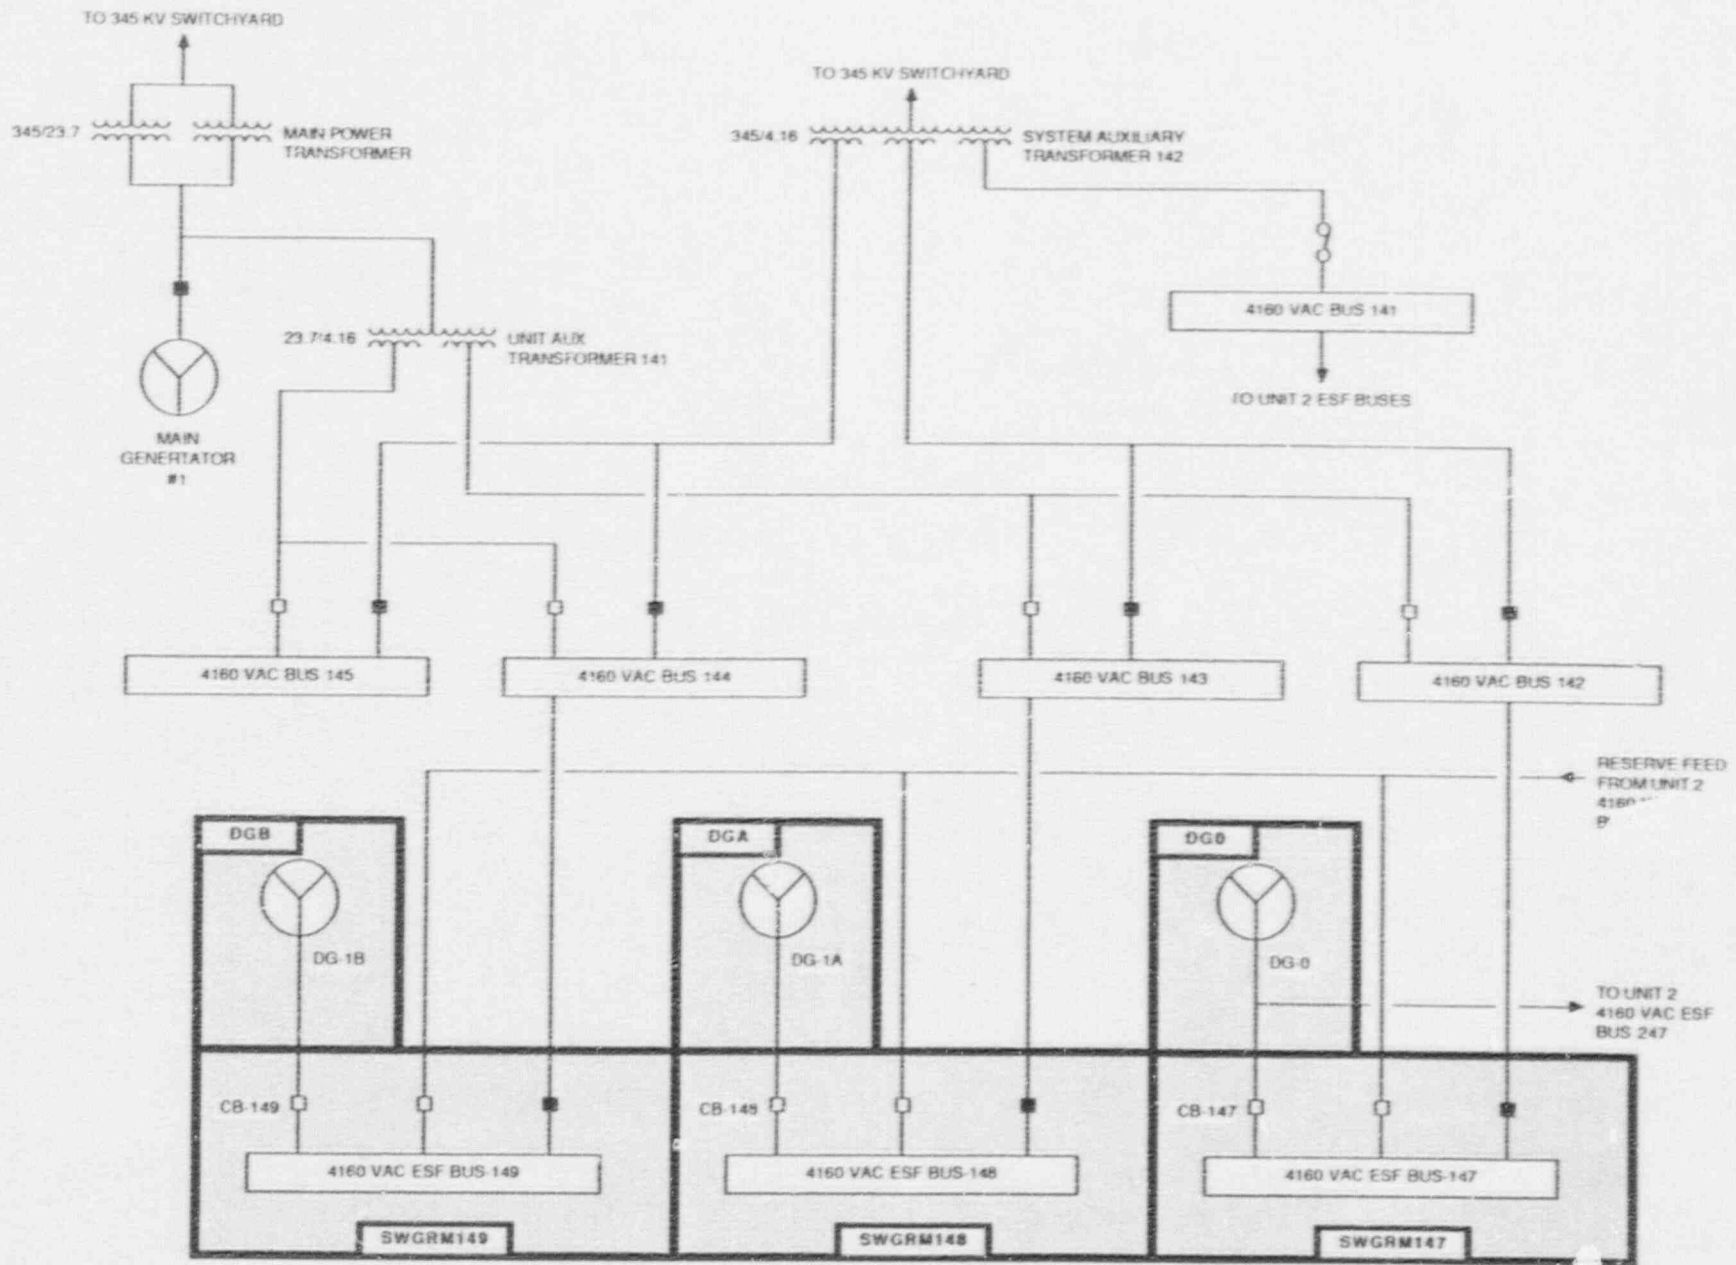 TO 345 KV SWITCHYARD
345/23.7
MAIN POWER
TRANSFORMER
TO 345 KV SWITCHYARD
345/4.16
SYSTEM AUXILIARY
TRANSFORMER 142
4160 VAC BUS 141
TO UNIT 2 ESF BUSES
23.7/4.16
UNIT AUX
TRANSFORMER 141
MAIN
GENERTATOR
#1
4160 VAC BUS 145
4160 VAC BUS 144
4160 VAC BUS 143
4160 VAC BUS 142
RESERVE FEED
FROM UNIT 2
4160
DGB
DG-1B
DGA
DG-1A
DG0
DG-0
TO UNIT 2
4160 VAC ESF
BUS 247
CB-149
CB-148
CB-147
4160 VAC ESF BUS-149
4160 VAC ESF BUS-148
4160 VAC ESF BUS-147
SWGRM149
SWGRM148
SWGRM147